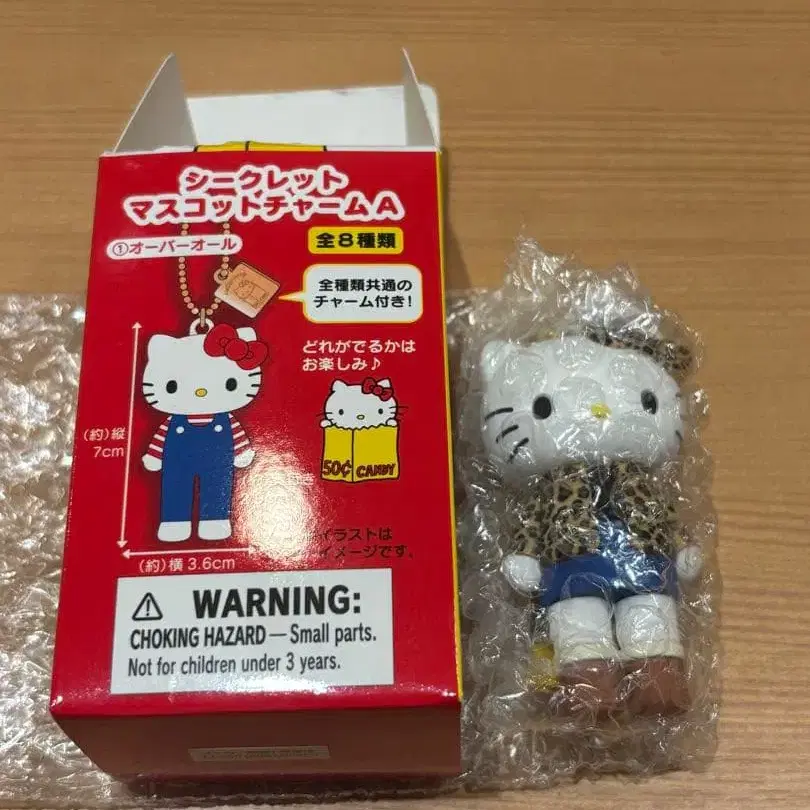 シークレット
マスコットチャームA
①オーバーオール
全8種類
全種類共通の
チャーム付き!
どれがでるかは
お楽しみ♪
(約)縦
7cm
50¢ CANDY
イラストは
イメージです。
(約)横3.6cm
WARNING:
CHOKING HAZARD — Small parts.
Not for children under 3 years.